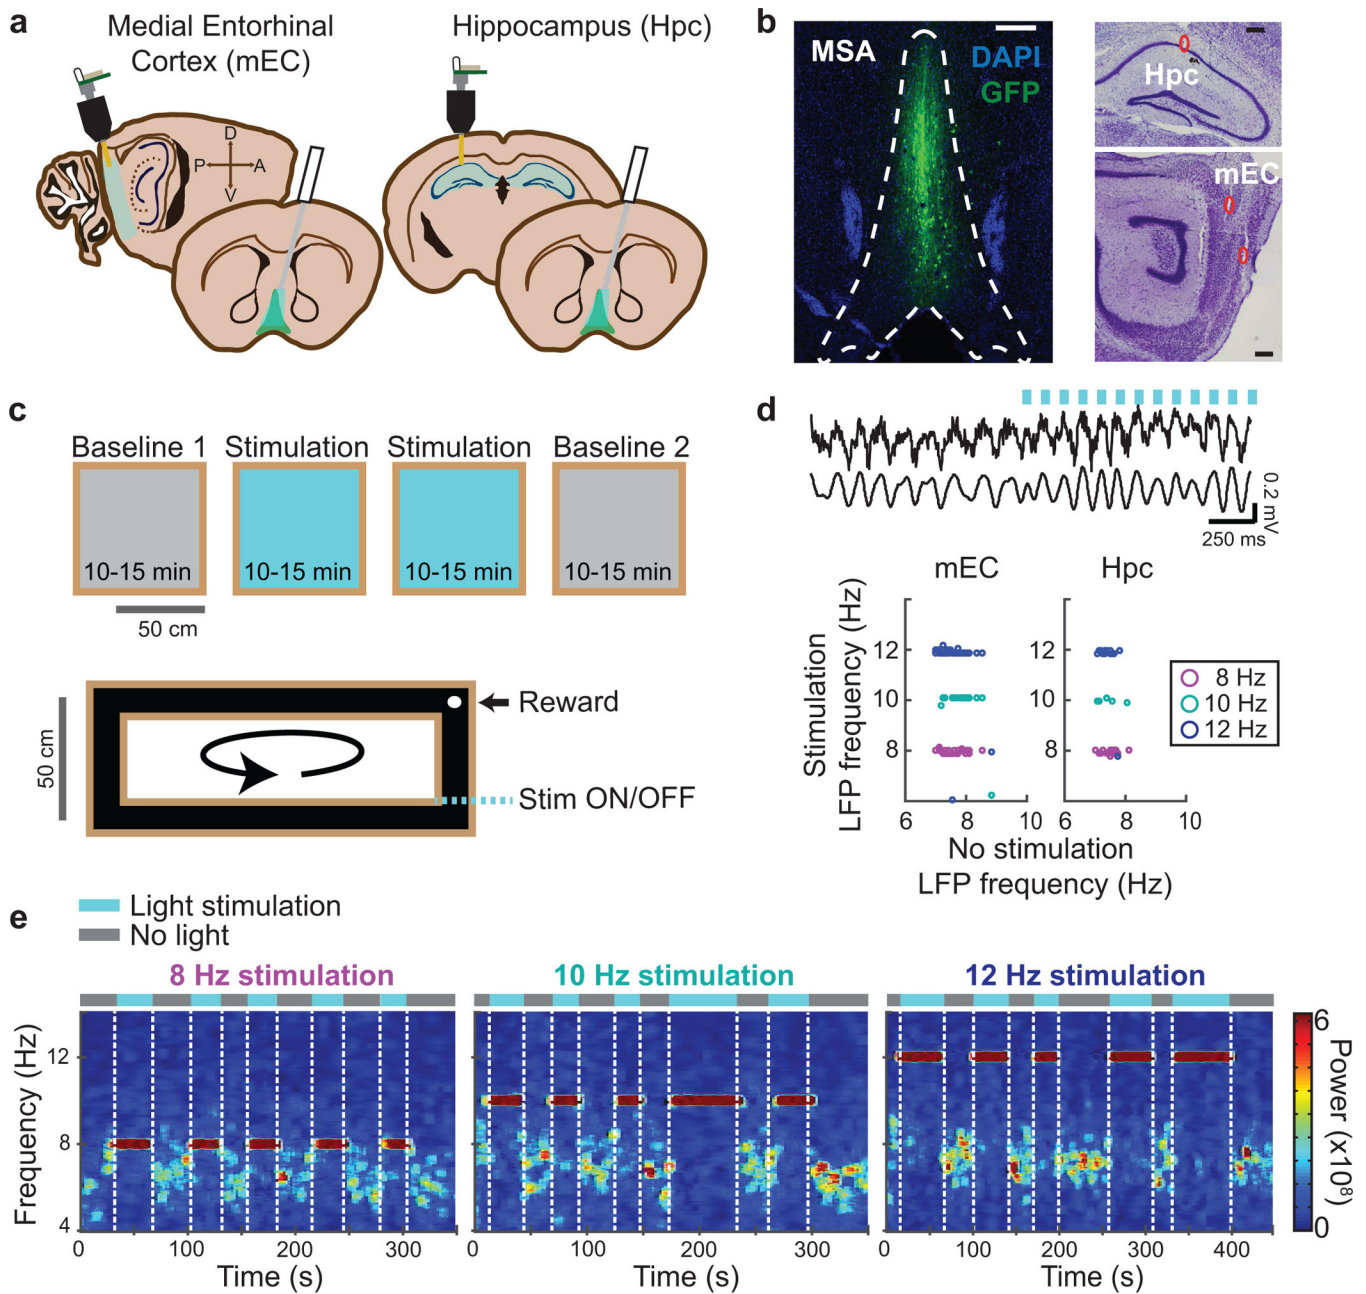 a
Medial Entorhinal
Cortex (mEC)
Hippocampus (Hpc)
D
P
A
V
b
MSA
DAPI
GFP
Hpc
mEC
c
Baseline 1
Stimulation
Stimulation
Baseline 2
10-15 min
10-15 min
10-15 min
10-15 min
50 cm
50 cm
Reward
Stim ON/OFF
d
0.2 mV
250 ms
mEC
Hpc
Stimulation
LFP frequency (Hz)
12
10
8
12
10
8
6
8
10
6
8
10
No stimulation
LFP frequency (Hz)
8 Hz
10 Hz
12 Hz
Light stimulation
No light
e
8 Hz stimulation
10 Hz stimulation
12 Hz stimulation
Frequency (Hz)
12
8
4
0
100
200
300
Time (s)
0
100
200
300
Time (s)
0
100
200
300
400
Time (s)
6
0
Power (x10⁸)